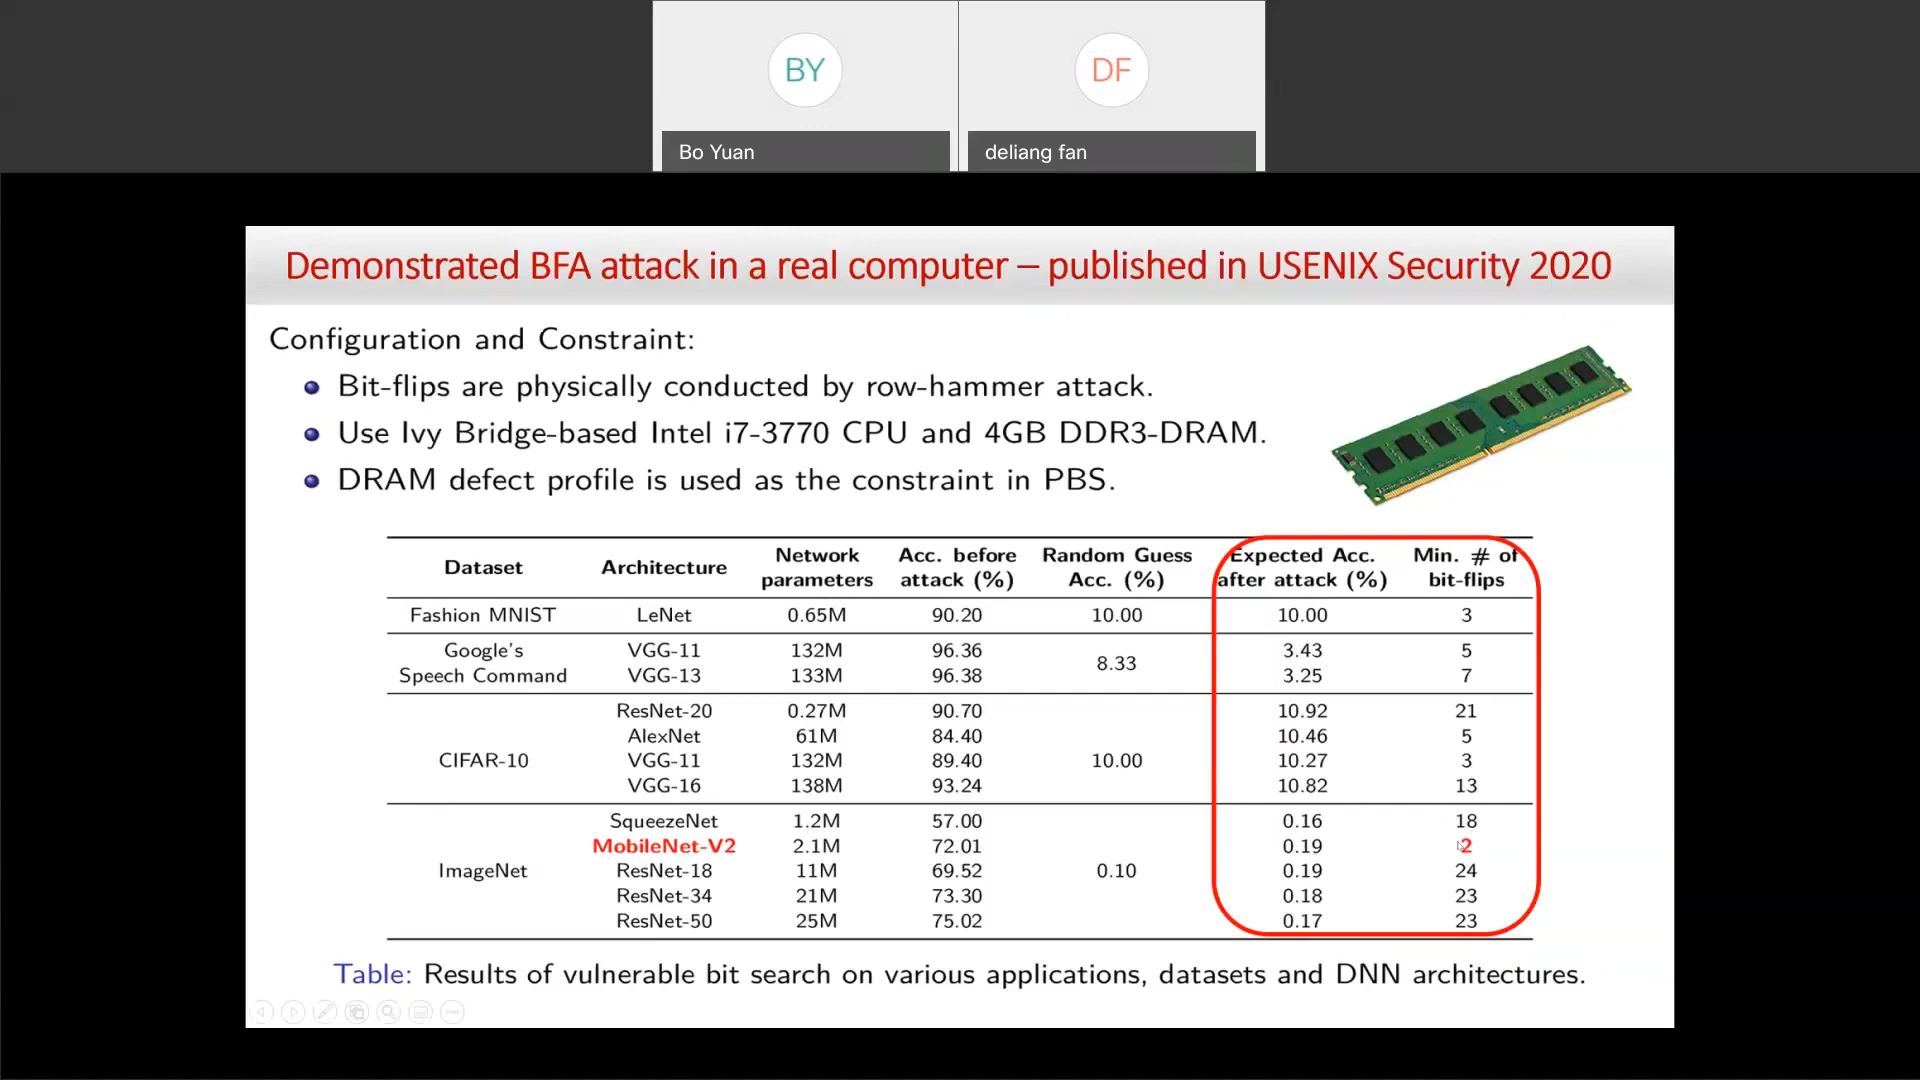 BY
DF
Bo Yuan
deliang fan
Demonstrated BFA attack in a real computer – published in USENIX Security 2020
Configuration and Constraint:
Bit-flips are physically conducted by row-hammer attack.
Use Ivy Bridge-based Intel i7-3770 CPU and 4GB DDR3-DRAM.
DRAM defect profile is used as the constraint in PBS.
Dataset Architecture Network parameters Acc. before attack (%) Random Guess Acc. (%) Expected Acc. after attack (%) Min. # of bit-flips
Fashion MNIST LeNet 0.65M 90.20 10.00 10.00 3
Google's Speech Command VGG-11 132M 96.36 8.33 3.43 5
VGG-13 133M 96.38 3.25 7
CIFAR-10 ResNet-20 0.27M 90.70 10.00 10.92 21
AlexNet 61M 84.40 10.46 5
VGG-11 132M 89.40 10.27 3
VGG-16 138M 93.24 10.82 13
ImageNet SqueezeNet 1.2M 57.00 0.10 0.16 18
MobileNet-V2 2.1M 72.01 0.19 2
ResNet-18 11M 69.52 0.19 24
ResNet-34 21M 73.30 0.18 23
ResNet-50 25M 75.02 0.17 23
Table: Results of vulnerable bit search on various applications, datasets and DNN architectures.